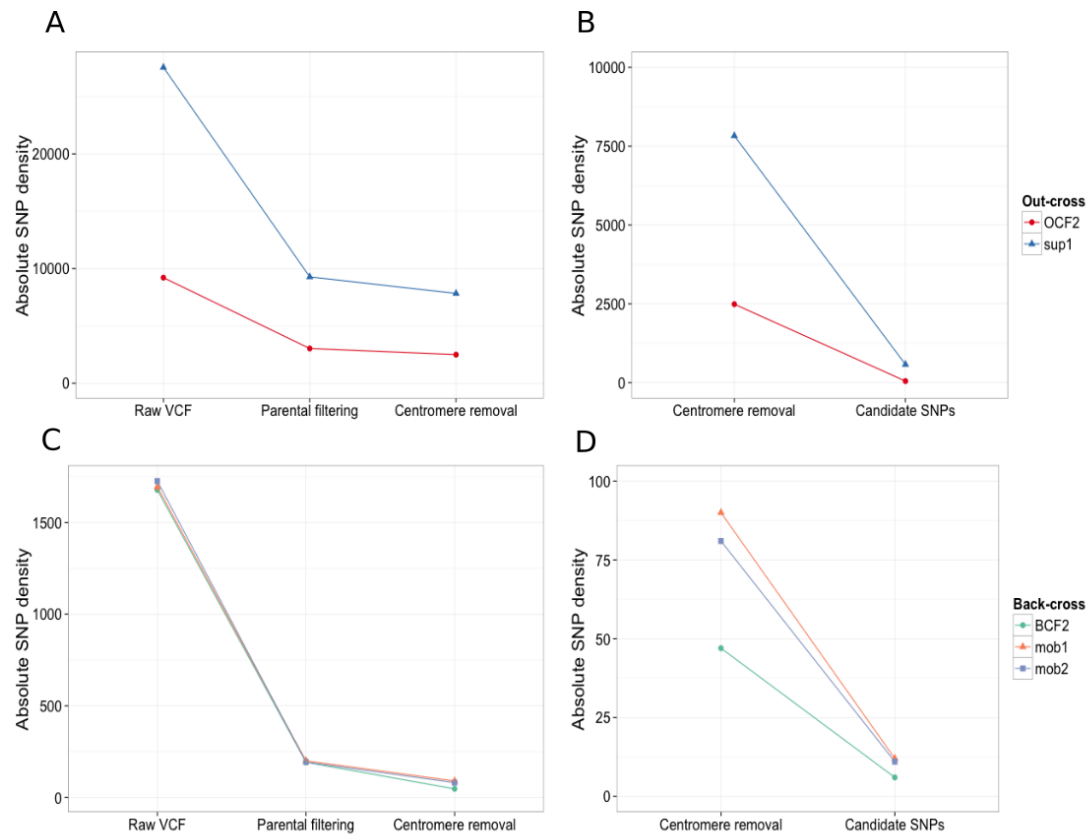 A
Absolute SNP density
20000
10000
0
Raw VCF Parental filtering Centromere removal
B
Absolute SNP density
10000
7500
5000
2500
0
Centromere removal Candidate SNPs
Out-cross
OCF2
sup1
C
Absolute SNP density
1500
1000
500
0
Raw VCF Parental filtering Centromere removal
D
Absolute SNP density
100
75
50
25
0
Centromere removal Candidate SNPs
Back-cross
BCF2
mob1
mob2